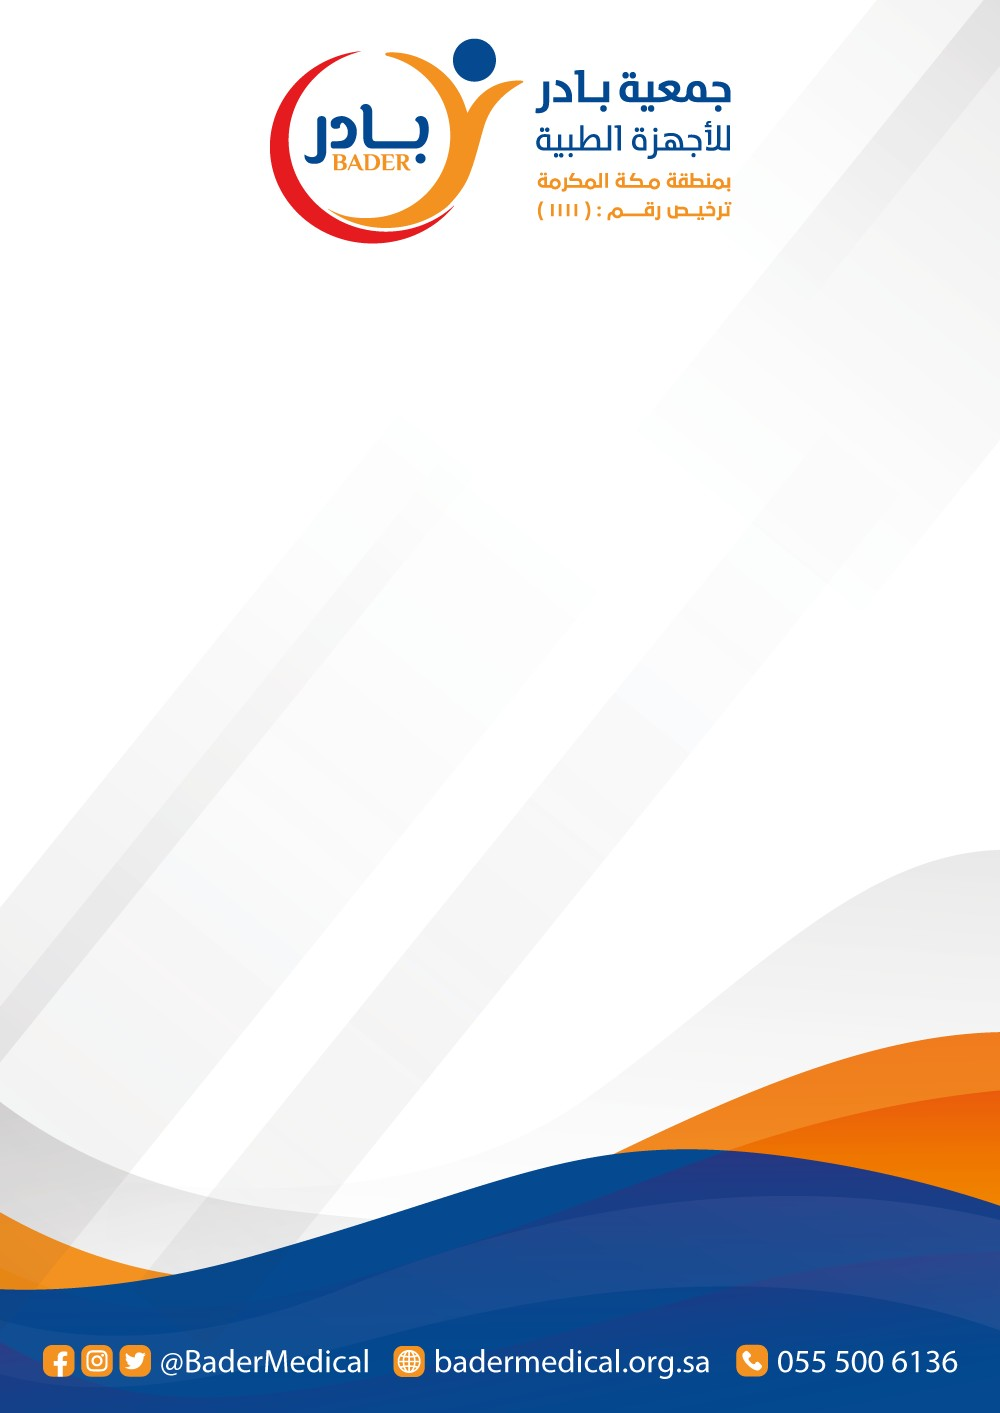 بادر
BADER
جمعية بادر
للأجهزة الطبية
بمنطقة مكة المكرمة
ترخيص رقم : ( ١١١١ )
@BaderMedical badermedical.org.sa 055 500 6136